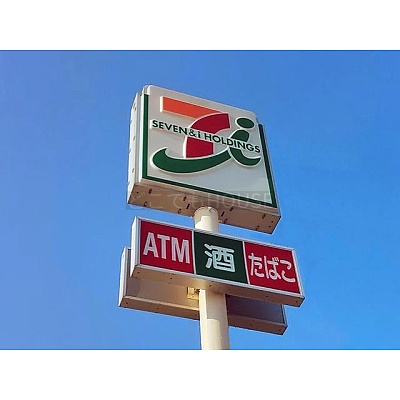 SEVEN & i HOLDINGS
ATM 酒 たばこ